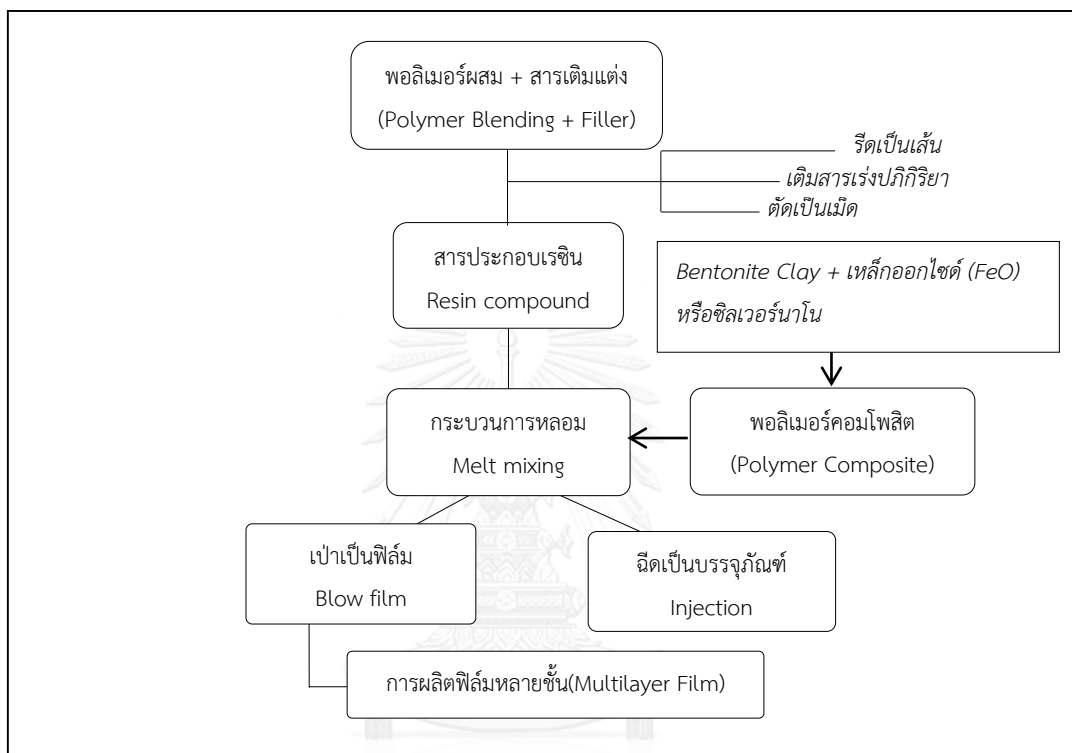 พอลิเมอร์ผสม + สารเติมแต่ง
(Polymer Blending + Filler)
รีดเป็นเส้น
เติมสารเร่งปฏิกิริยา
ตัดเป็นเม็ด
สารประกอบเรซิน
Resin compound
Bentonite Clay + เหล็กออกไซด์ (FeO)
หรือซิลเวอร์นาโน
กระบวนการหลอม
Melt mixing
พอลิเมอร์คอมโพสิต
(Polymer Composite)
เป่าเป็นฟิล์ม
Blow film
ฉีดเป็นบรรจุภัณฑ์
Injection
การผลิตฟิล์มหลายชั้น(Multilayer Film)